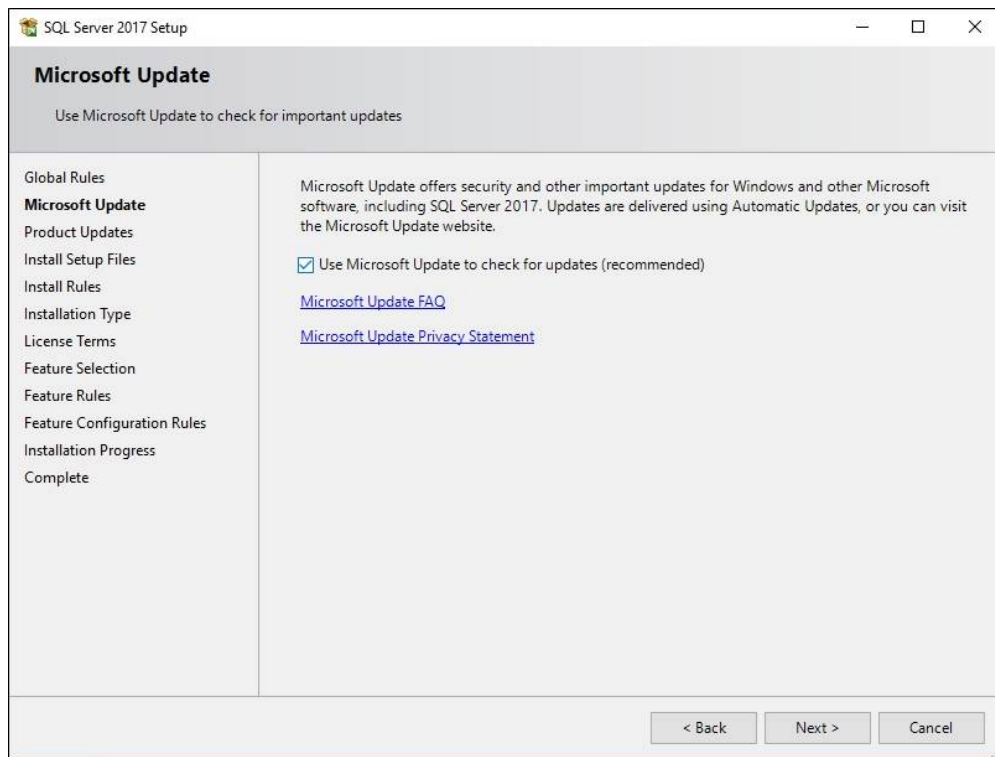 SQL Server 2017 Setup
Microsoft Update
Use Microsoft Update to check for important updates
Global Rules
Microsoft Update
Product Updates
Install Setup Files
Install Rules
Installation Type
License Terms
Feature Selection
Feature Rules
Feature Configuration Rules
Installation Progress
Complete
Microsoft Update offers security and other important updates for Windows and other Microsoft
software, including SQL Server 2017. Updates are delivered using Automatic Updates, or you can visit
the Microsoft Update website.
Use Microsoft Update to check for updates (recommended)
Microsoft Update FAQ
Microsoft Update Privacy Statement
< Back Next > Cancel